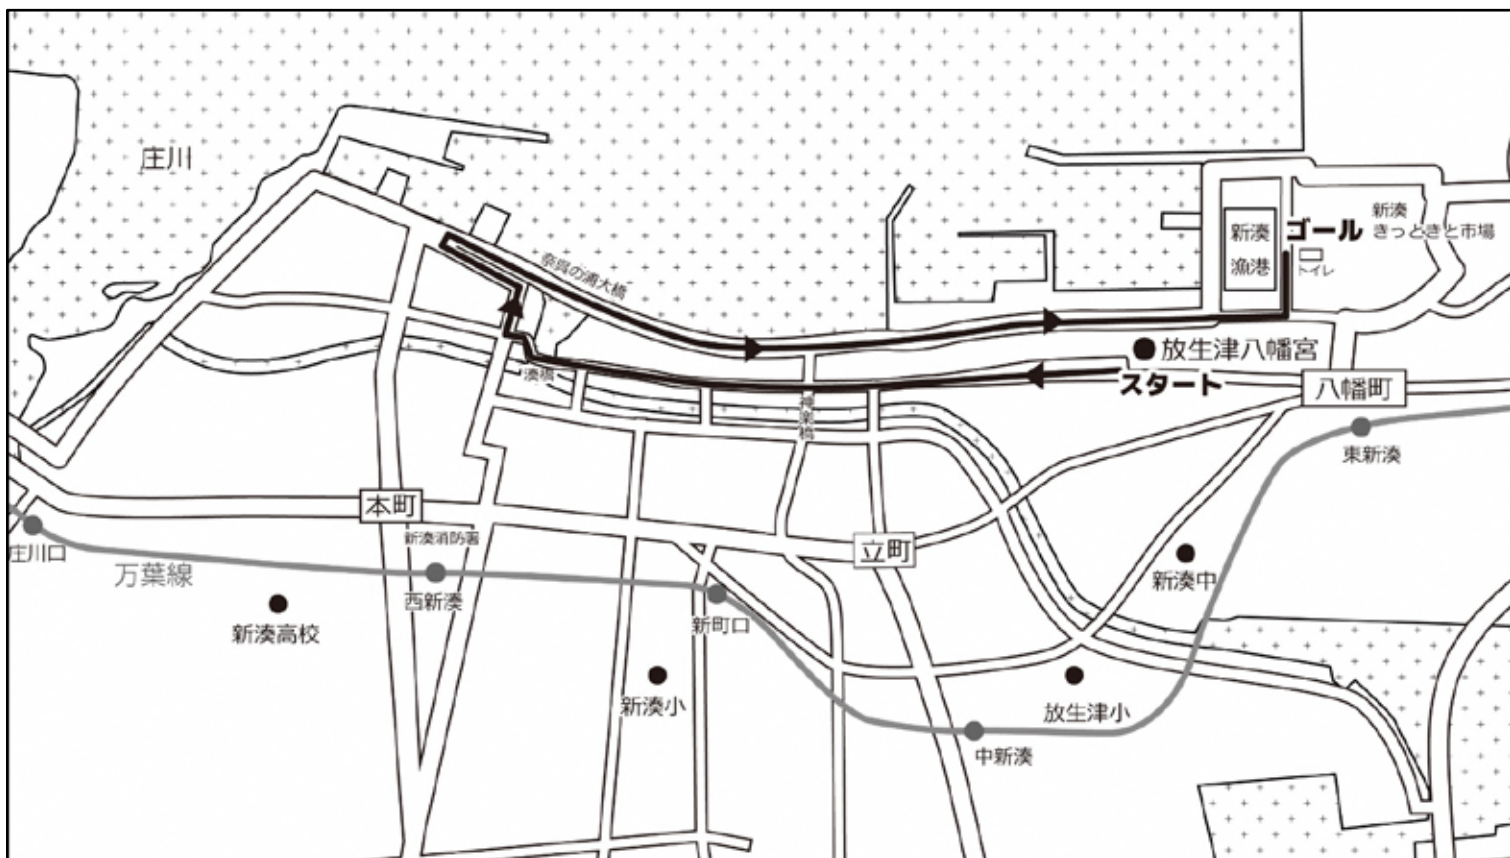 庄川
新湊
漁港
ゴール
新湊
きっときと市場
トイレ
奈呉の浦大橋
放生津八幡宮
スタート
八幡町
湊橋
神楽橋
東新湊
本町
新湊消防署
立町
庄川口
万葉線
西新湊
新湊中
新湊高校
新町口
新湊小
放生津小
中新湊